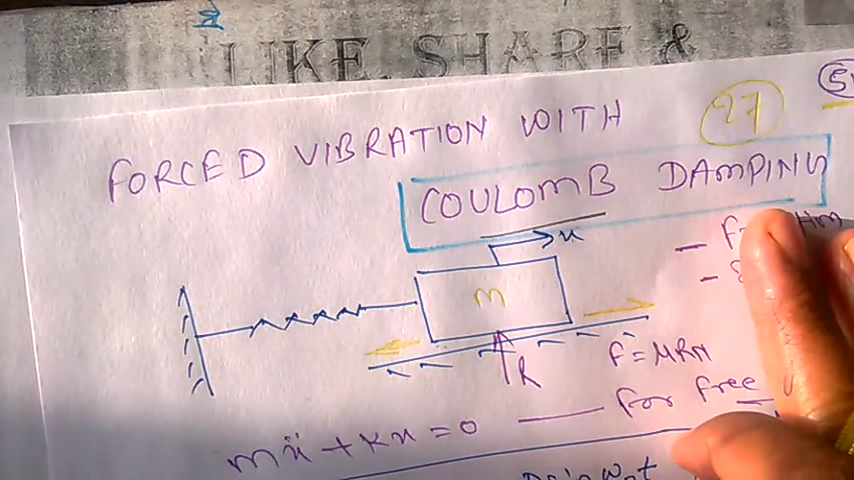 LIKE, SHARE &
27
FORCED VIBRATION WITH
COULOMB DAMPING
x
M
F = μRN
R
mẍ + kx = 0 — for free